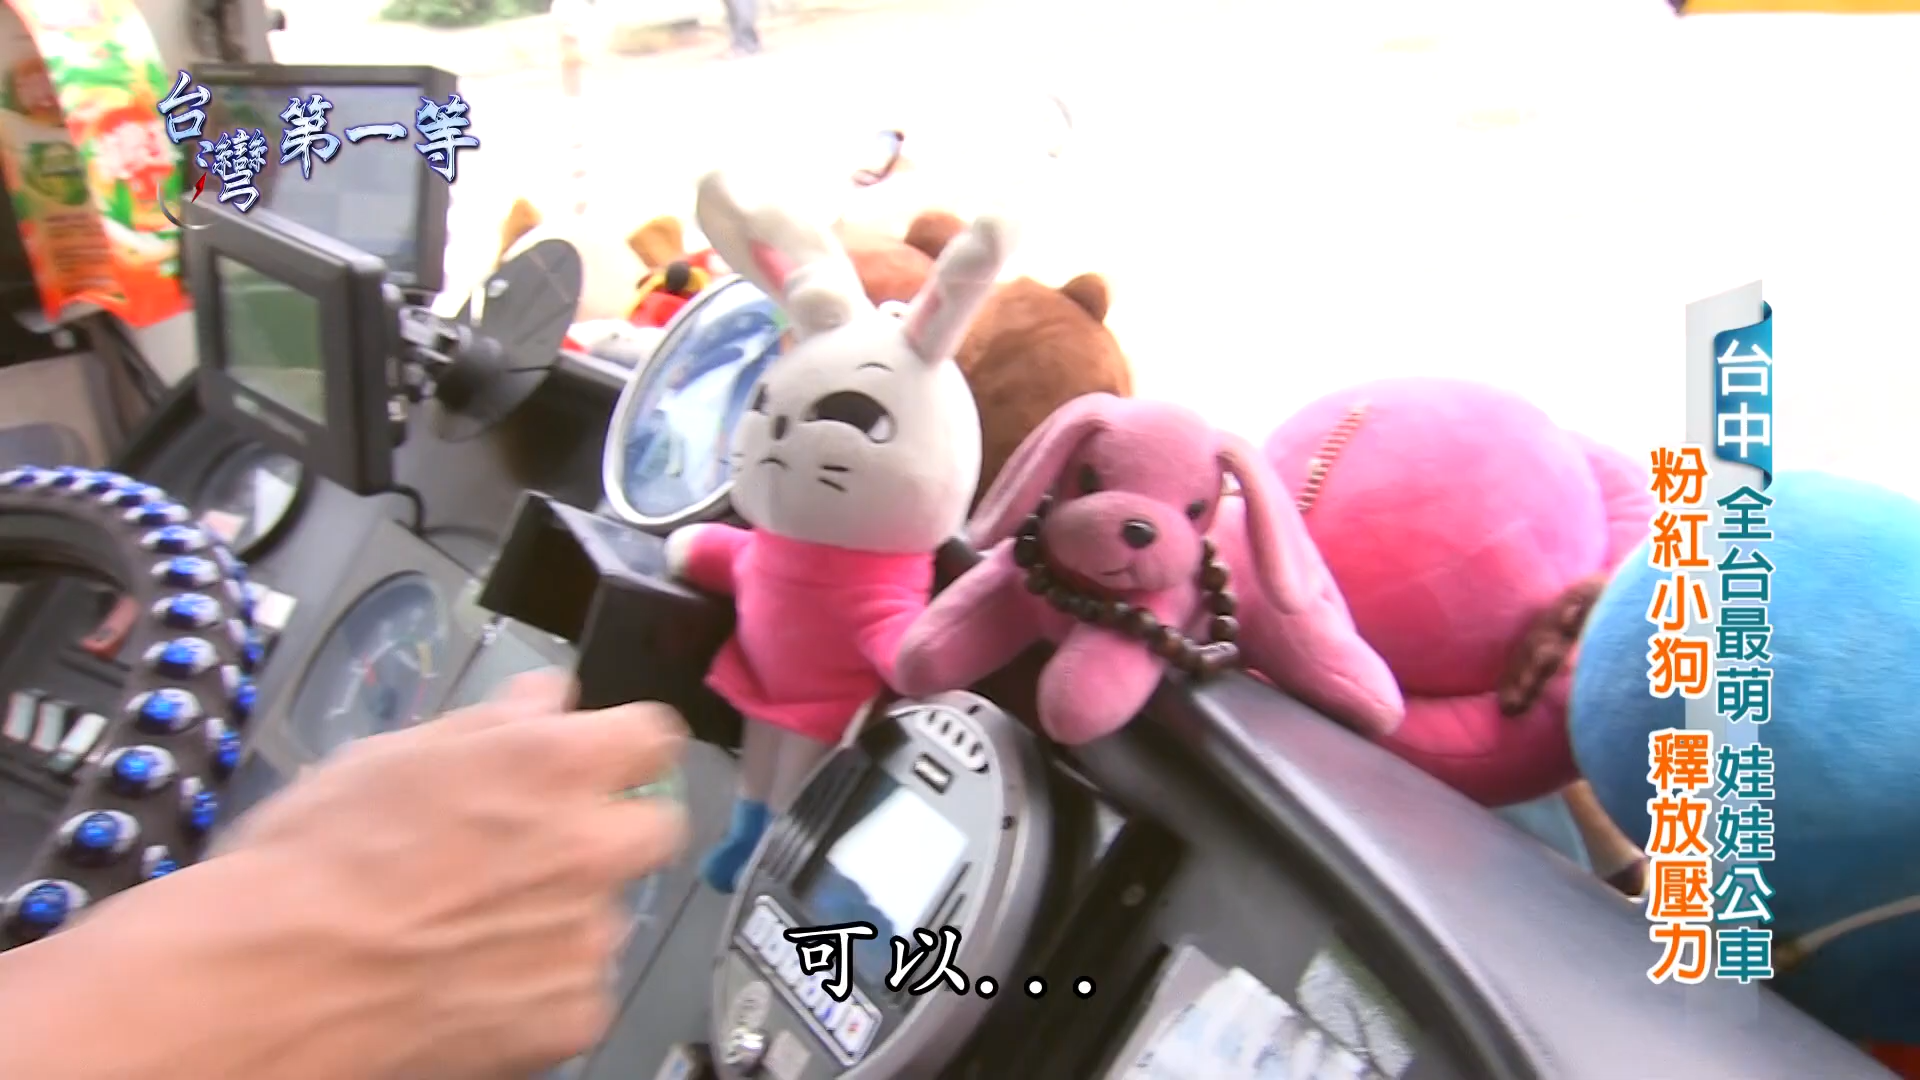 台灣第一等
台中
全台最萌 娃娃公車
粉紅小狗 釋放壓力
可以...